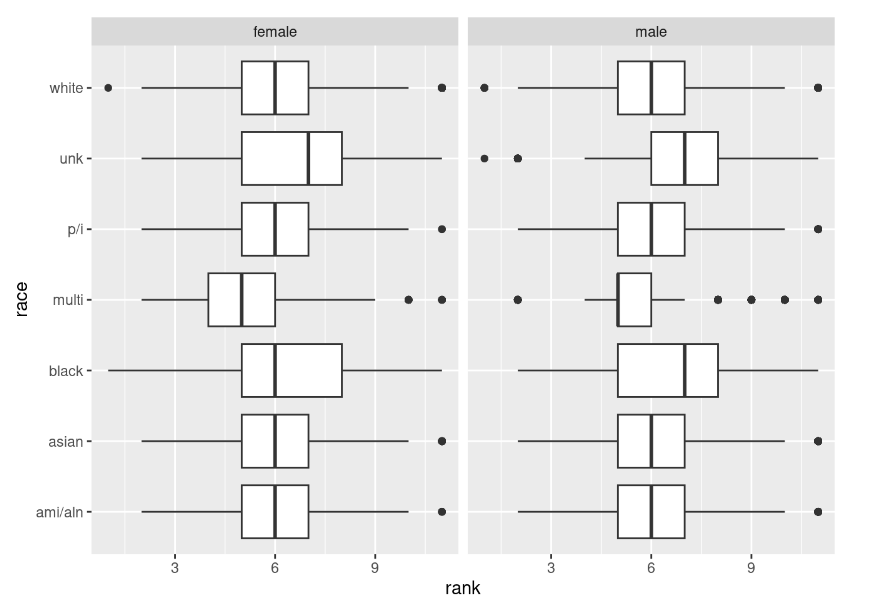 female male
white
unk
p/i
multi
black
asian
ami/aln
race
3 6 9 3 6 9
rank